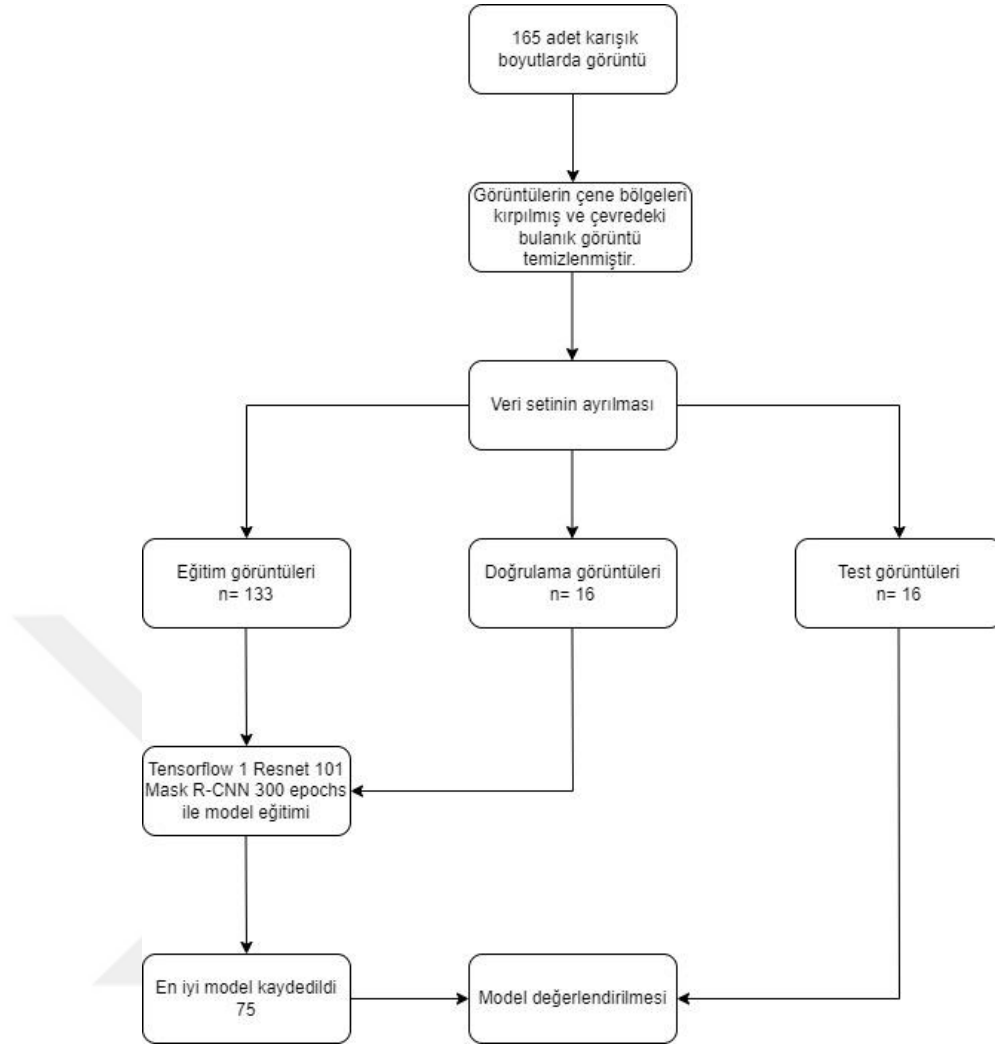 165 adet karışık
boyutlarda görüntü
Görüntülerin çene bölgeleri
kırpılmış ve çevredeki
bulanık görüntü
temizlenmiştir.
Veri setinin ayrılması
Eğitim görüntüleri
n= 133
Doğrulama görüntüleri
n= 16
Test görüntüleri
n= 16
Tensorflow 1 Resnet 101
Mask R-CNN 300 epochs
ile model eğitimi
En iyi model kaydedildi
75
Model değerlendirilmesi